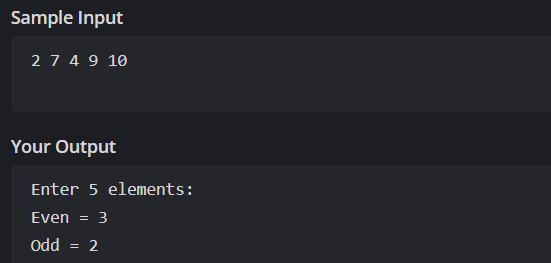 Sample Input
2 7 4 9 10
Your Output
Enter 5 elements:
Even = 3
Odd = 2